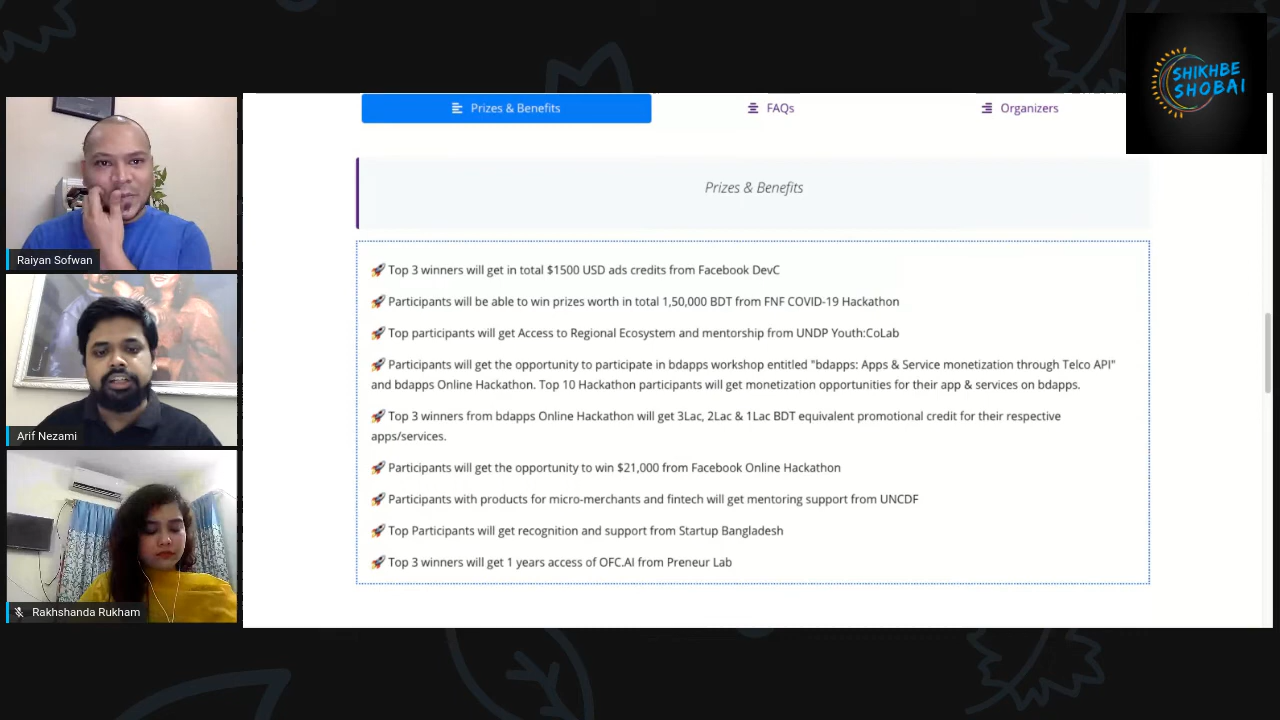 SHIKHBE
SHOBAI
Prizes & Benefits
FAQs
Organizers
Raiyan Sofwan
Arif Nezami
Rakhshanda Rukham
Prizes & Benefits
🚀 Top 3 winners will get in total $1500 USD ads credits from Facebook DevC
🚀 Participants will be able to win prizes worth in total 1,50,000 BDT from FNF COVID-19 Hackathon
🚀 Top participants will get Access to Regional Ecosystem and mentorship from UNDP Youth:CoLab
🚀 Participants will get the opportunity to participate in bdapps workshop entitled "bdapps: Apps & Service monetization through Telco API"
and bdapps Online Hackathon. Top 10 Hackathon participants will get monetization opportunities for their app & services on bdapps.
🚀 Top 3 winners from bdapps Online Hackathon will get 3Lac, 2Lac & 1Lac BDT equivalent promotional credit for their respective
apps/services.
🚀 Participants will get the opportunity to win $21,000 from Facebook Online Hackathon
🚀 Participants with products for micro-merchants and fintech will get mentoring support from UNCDF
🚀 Top Participants will get recognition and support from Startup Bangladesh
🚀 Top 3 winners will get 1 years access of OFC.AI from Preneur Lab